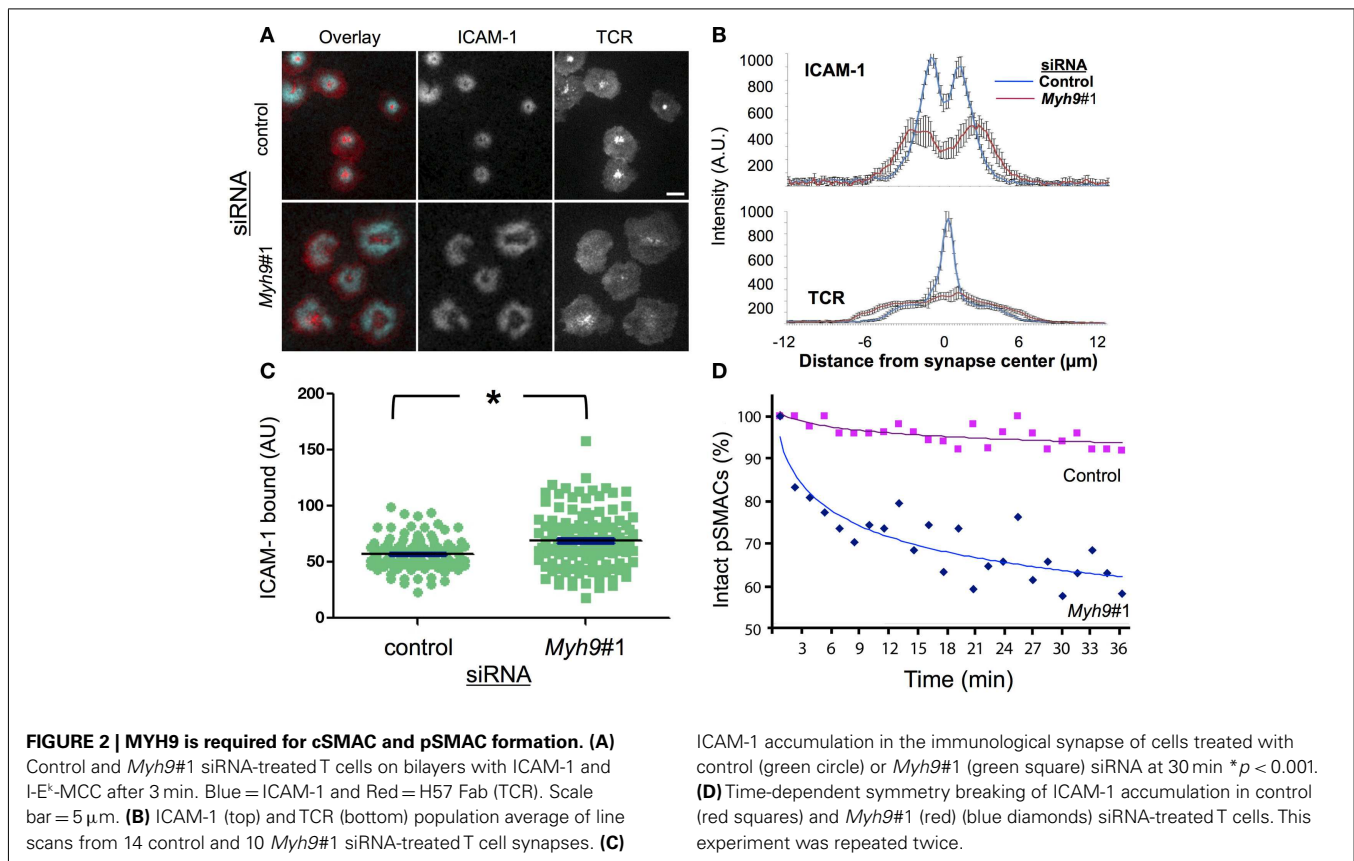 A
Overlay
ICAM-1
TCR
control
siRNA
Myh9#1
B
ICAM-1
siRNA
Control
Myh9#1
1000
800
600
400
200
Intensity (A.U.)
1000
800
600
400
200
TCR
-12
-6
0
6
12
Distance from synapse center (µm)
C
200
150
100
50
0
ICAM-1 bound (AU)
*
control
Myh9#1
siRNA
D
100
90
80
70
60
50
Intact pSMACs (%)
Control
Myh9#1
3 6 9 12 15 18 21 24 27 30 33 36
Time (min)
FIGURE 2 | MYH9 is required for cSMAC and pSMAC formation. (A)
Control and Myh9#1 siRNA-treated T cells on bilayers with ICAM-1 and
I-Eᵏ-MCC after 3 min. Blue = ICAM-1 and Red = H57 Fab (TCR). Scale
bar = 5 µm. (B) ICAM-1 (top) and TCR (bottom) population average of line
scans from 14 control and 10 Myh9#1 siRNA-treated T cell synapses. (C)
ICAM-1 accumulation in the immunological synapse of cells treated with
control (green circle) or Myh9#1 (green square) siRNA at 30 min *p < 0.001.
(D) Time-dependent symmetry breaking of ICAM-1 accumulation in control
(red squares) and Myh9#1 (red) (blue diamonds) siRNA-treated T cells. This
experiment was repeated twice.